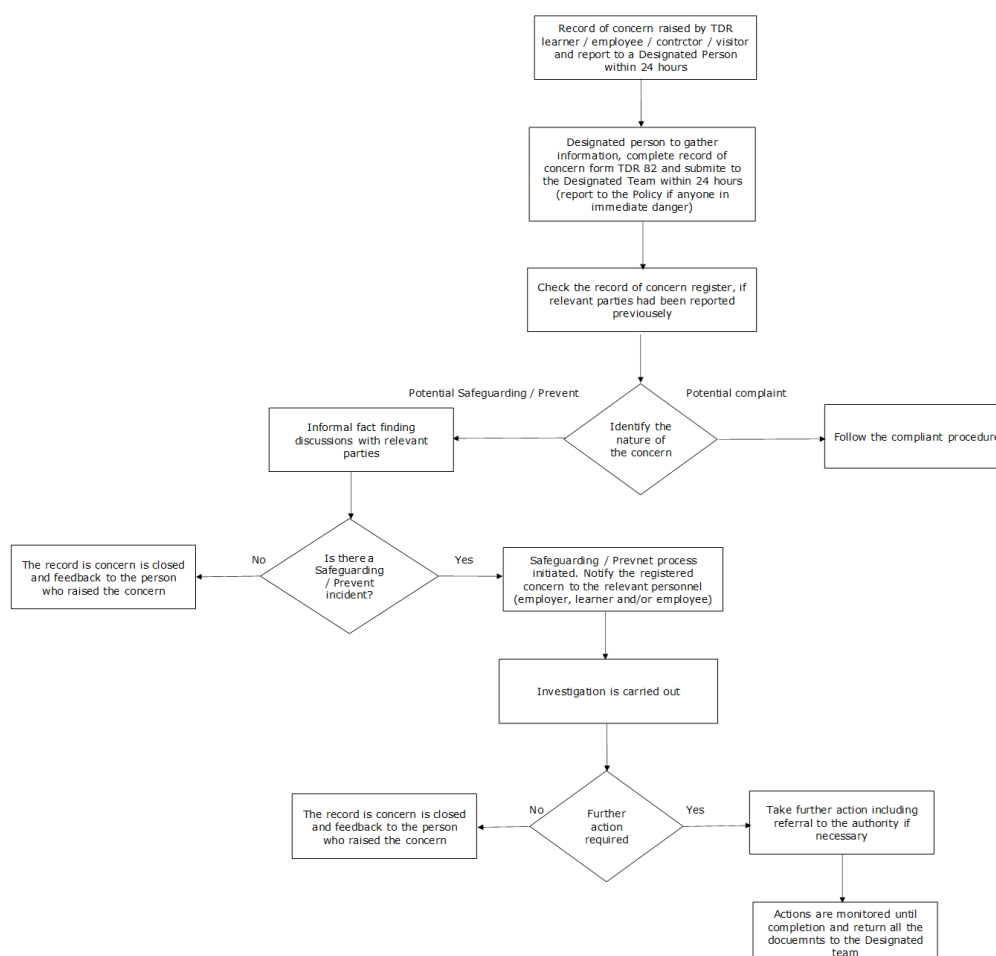 Record of concern raised by TDR
learner / employee / contrctor / visitor
and report to a Designated Person
within 24 hours
Designated person to gather
information, complete record of
concern form TDR 82 and submite to
the Designated Team within 24 hours
(report to the Policy if anyone in
immediate danger)
Check the record of concern register, if
relevant parties had been reported
previousely
Potential Safeguarding / Prevent
Potential complaint
Informal fact finding
discussions with relevant
parties
Identify the
nature of
the concern
Follow the compliant procedure
The record is concern is closed
and feedback to the person
who raised the concern
No
Is there a
Safeguarding
/ Prevent
incident?
Yes
Safeguarding / Prevnet process
initiated. Notify the registered
concern to the relevant personnel
(employer, learner and/or employee)
Investigation is carried out
The record is concern is closed
and feedback to the person
who raised the concern
No
Further
action
required
Yes
Take further action including
referral to the authority if
necessary
Actions are monitored until
completion and return all the
docuemnts to the Designated
team